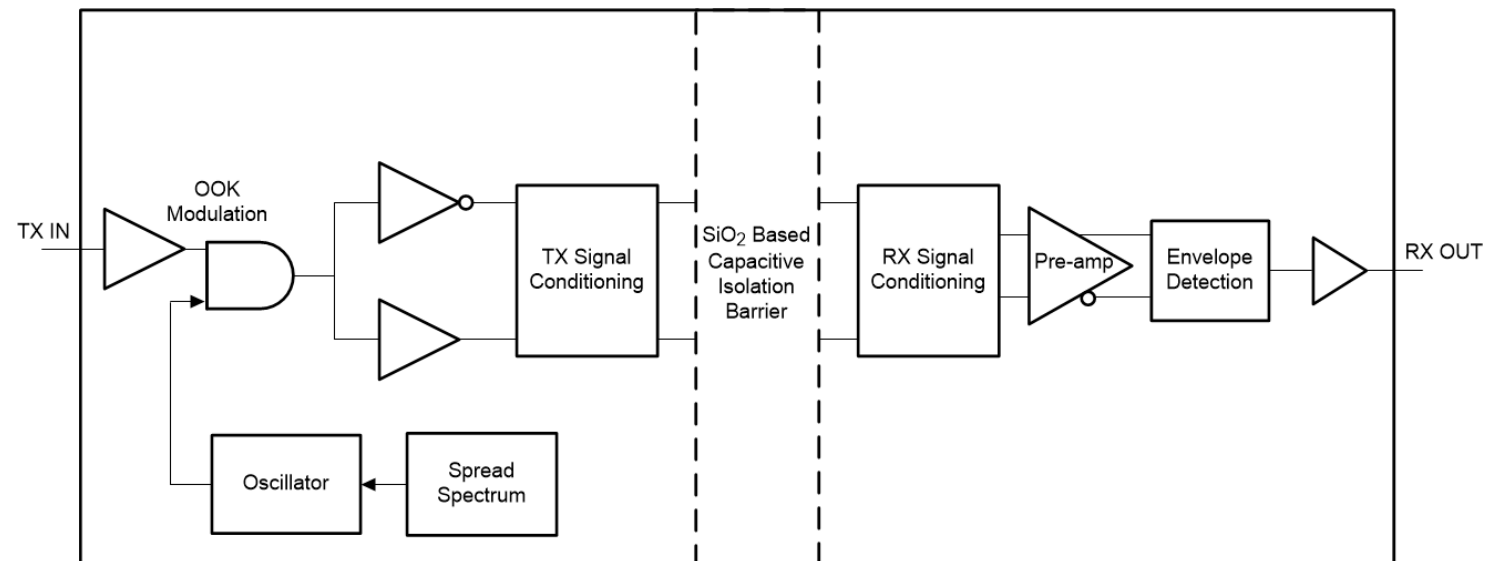 OOK
Modulation
TX IN
TX Signal
Conditioning
SiO₂ Based
Capacitive
Isolation
Barrier
RX Signal
Conditioning
Pre-amp
Envelope
Detection
RX OUT
Oscillator
Spread
Spectrum